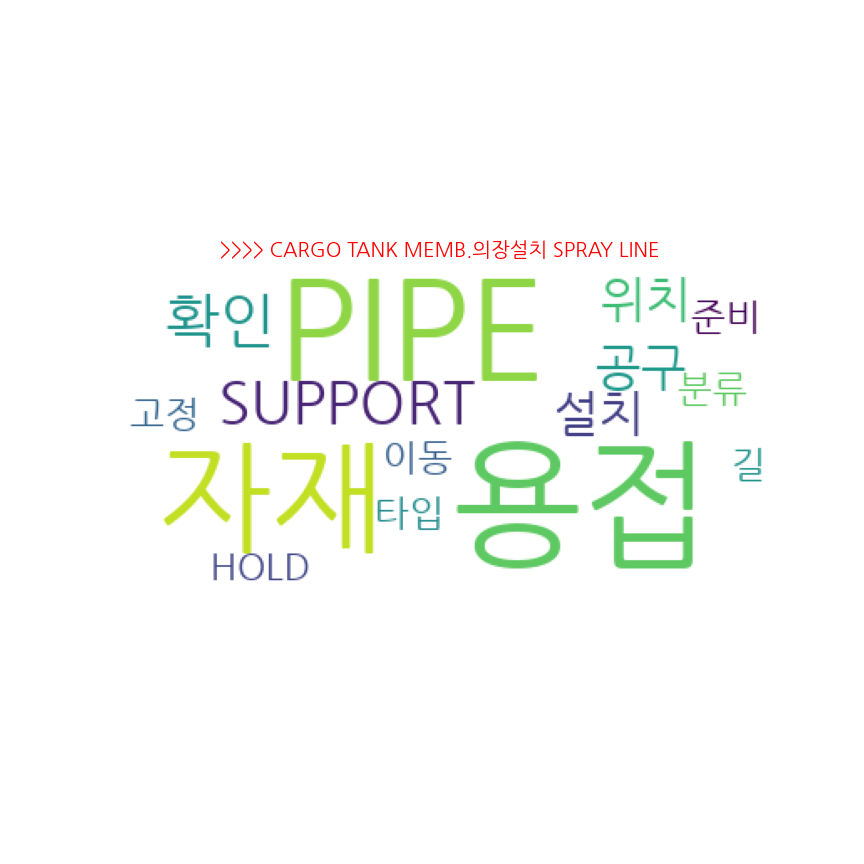 >>>> CARGO TANK MEMB.의장설치 SPRAY LINE
확인
PIPE
위치
준비
공구
분류
고정
SUPPORT
설치
자재
이동
용접
길
타입
HOLD